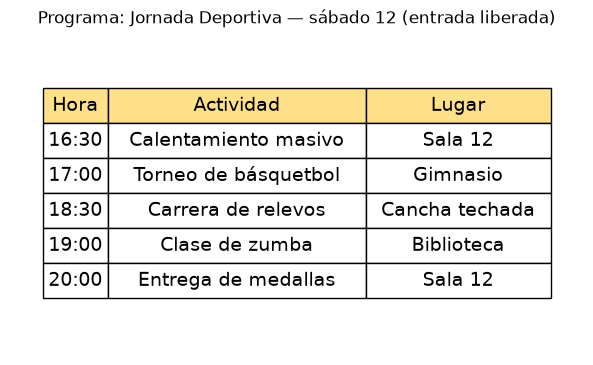 Programa: Jornada Deportiva — sábado 12 (entrada liberada)
Hora Actividad Lugar
16:30 Calentamiento masivo Sala 12
17:00 Torneo de básquetbol Gimnasio
18:30 Carrera de relevos Cancha techada
19:00 Clase de zumba Biblioteca
20:00 Entrega de medallas Sala 12